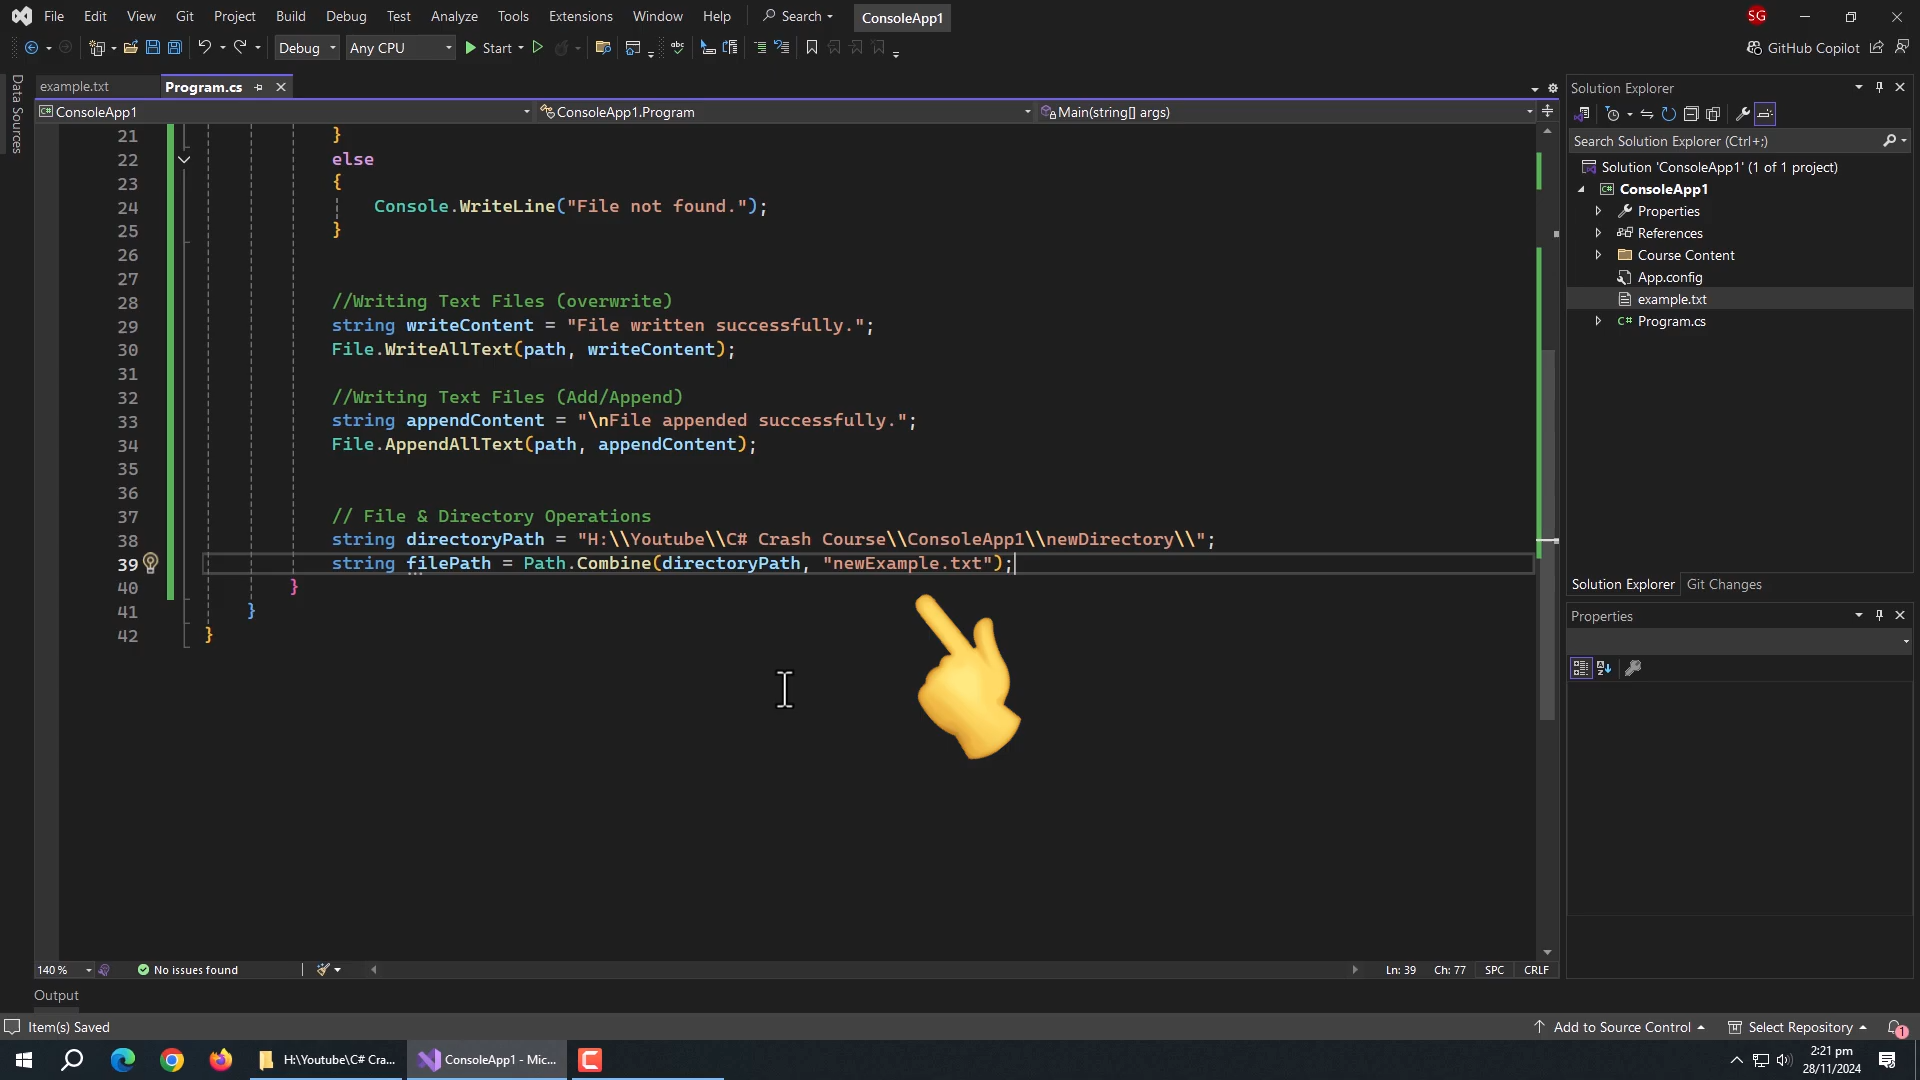 File Edit View Git Project Build Debug Test Analyze Tools Extensions Window Help Search ConsoleApp1 SG
Debug Any CPU Start GitHub Copilot
Data Sources
example.txt Program.cs
ConsoleApp1 ConsoleApp1.Program Main(string[] args)
21 }
22 else
23 {
24 Console.WriteLine("File not found.");
25 }
26
27
28 //Writing Text Files (overwrite)
29 string writeContent = "File written successfully.";
30 File.WriteAllText(path, writeContent);
31
32 //Writing Text Files (Add/Append)
33 string appendContent = "\nFile appended successfully.";
34 File.AppendAllText(path, appendContent);
35
36
37 // File & Directory Operations
38 string directoryPath = "H:\\Youtube\\C# Crash Course\\ConsoleApp1\\newDirectory\\";
39 string filePath = Path.Combine(directoryPath, "newExample.txt");
40 }
41 }
42 }
140 % No issues found Ln: 39 Ch: 77 SPC CRLF
Output
Solution Explorer
Search Solution Explorer (Ctrl+;)
Solution 'ConsoleApp1' (1 of 1 project)
C# ConsoleApp1
Properties
References
Course Content
App.config
example.txt
C# Program.cs
Solution Explorer Git Changes
Properties
Item(s) Saved Add to Source Control Select Repository 1
H:\Youtube\C# Cra... ConsoleApp1 - Mic... 2:21 pm
28/11/2024